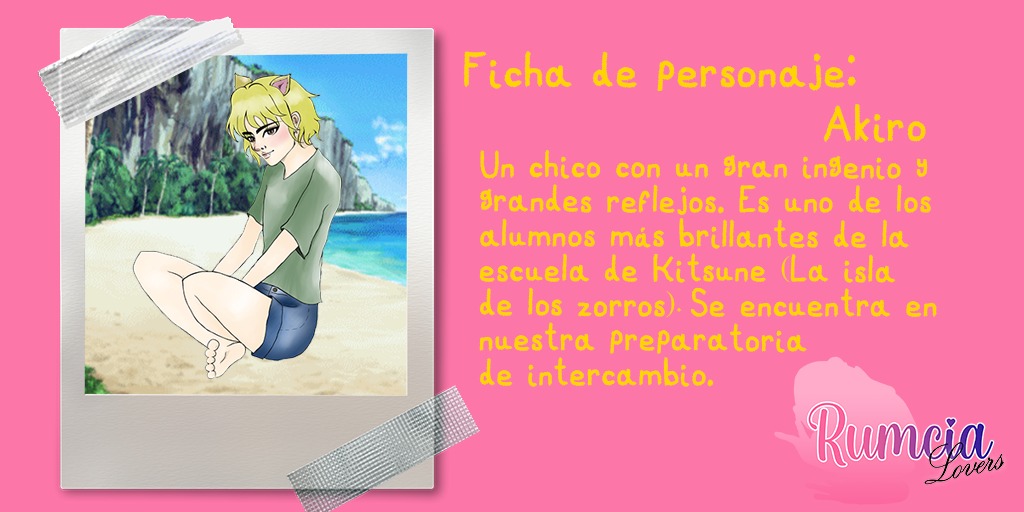 Ficha de personaje:
Akiro
Un chico con un gran ingenio y
grandes reflejos. Es uno de los
alumnos más brillantes de la
escuela de Kitsune (La isla
de los zorros). Se encuentra en
nuestra preparatoria
de intercambio.
Rumcia
Lovers